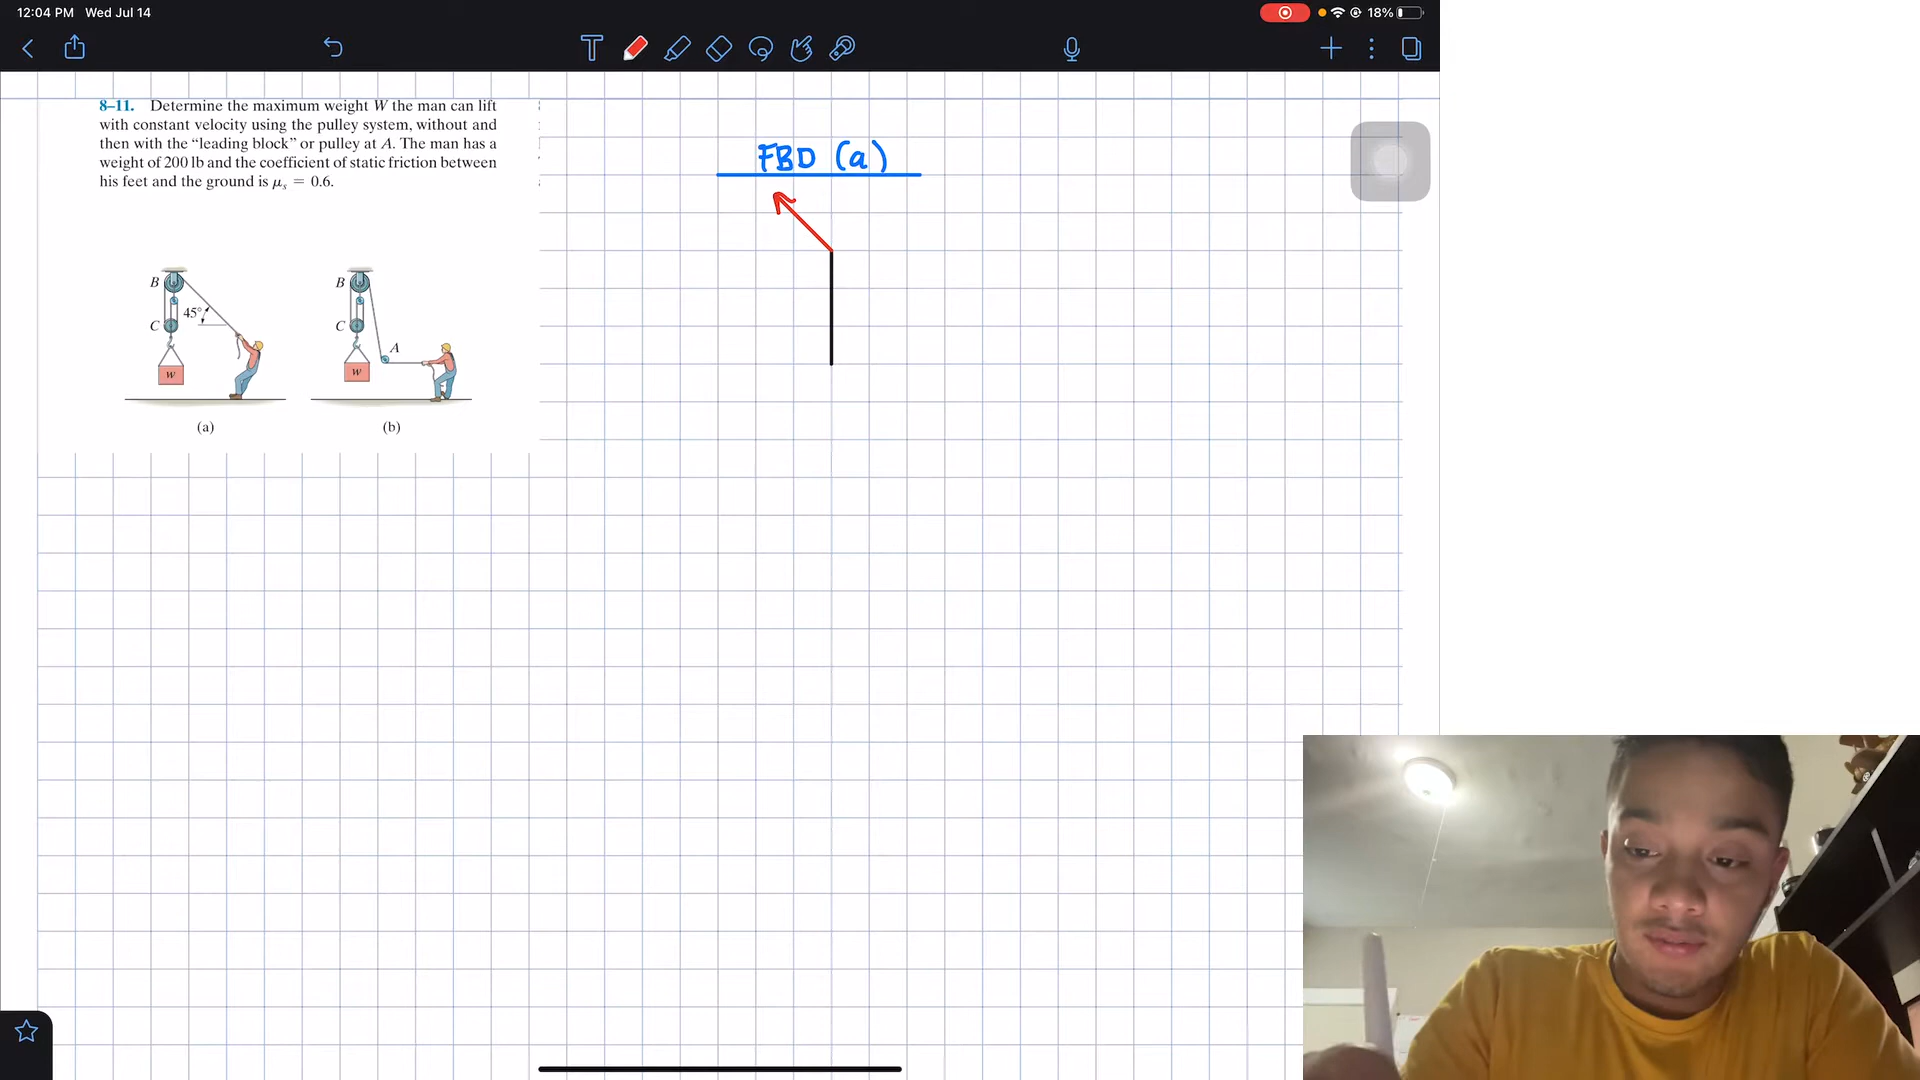 12:04 PM Wed Jul 14
18%
T
8–11. Determine the maximum weight W the man can lift
with constant velocity using the pulley system, without and
then with the “leading block” or pulley at A. The man has a
weight of 200 lb and the coefficient of static friction between
his feet and the ground is μs = 0.6.
FBD (a)
B
45°
C
W
(a)
B
C
A
W
(b)